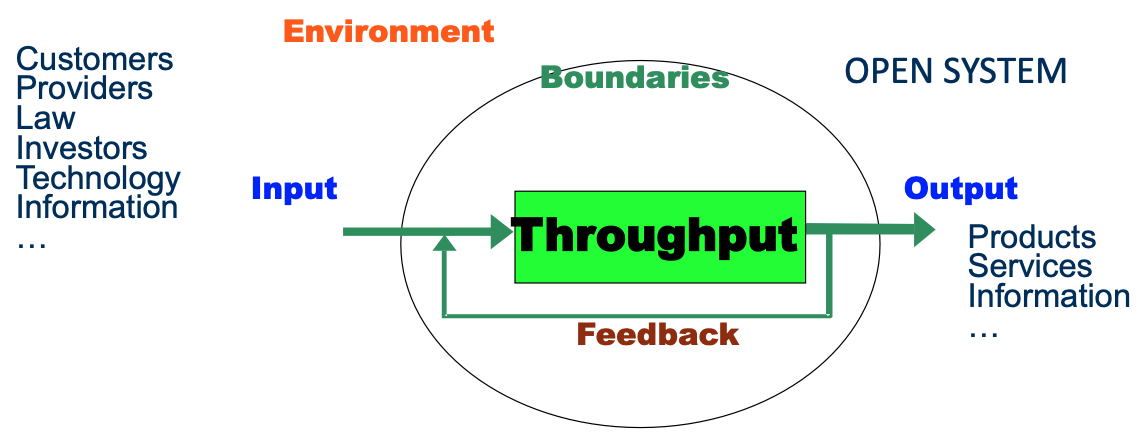 Environment
Customers
Providers
Law
Investors
Technology
Information
…
Boundaries
OPEN SYSTEM
Input
Throughput
Output
Products
Services
Information
…
Feedback